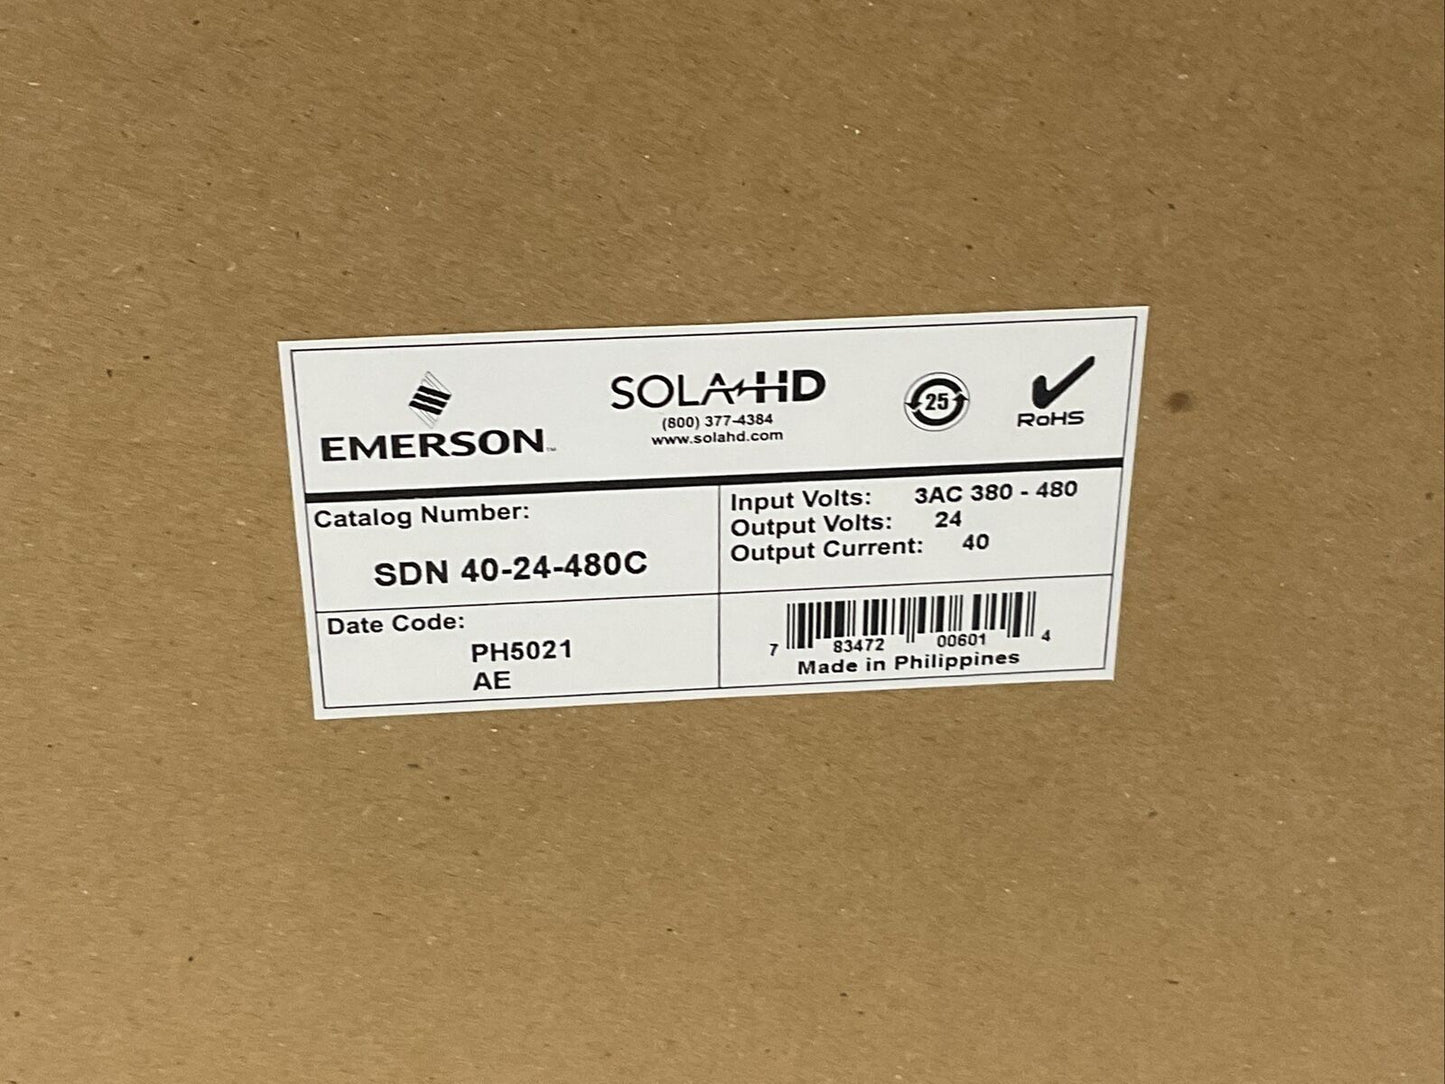 EMERSON™
SOLA HD
(800) 377-4384
www.solahd.com
25
RoHS
Catalog Number:
SDN 40-24-480C
Input Volts: 3AC 380 - 480
Output Volts: 24
Output Current: 40
Date Code:
PH5021
AE
7 83472 00601 4
Made in Philippines